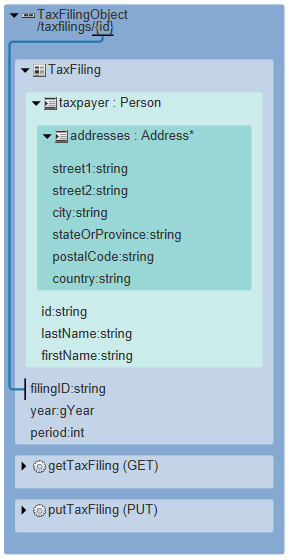 TaxFilingObject
/taxfilings/{id}
TaxFiling
taxpayer : Person
addresses : Address*
street1:string
street2:string
city:string
stateOrProvince:string
postalCode:string
country:string
id:string
lastName:string
firstName:string
filingID:string
year:gYear
period:int
getTaxFiling (GET)
putTaxFiling (PUT)